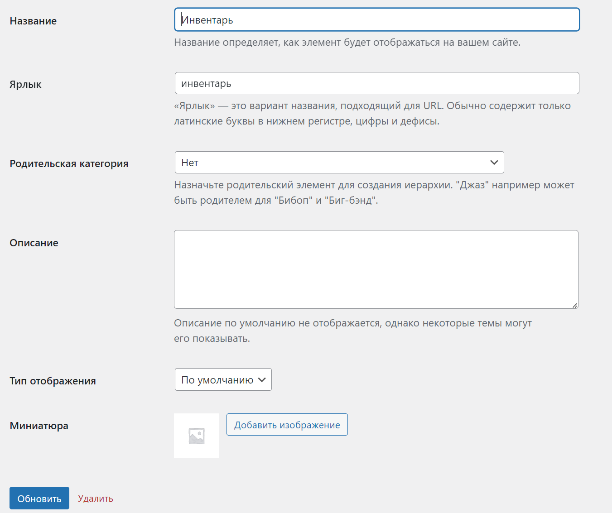 Название
Инвентарь
Название определяет, как элемент будет отображаться на вашем сайте.
Ярлык
инвентарь
«Ярлык» — это вариант названия, подходящий для URL. Обычно содержит только
латинские буквы в нижнем регистре, цифры и дефисы.
Родительская категория
Нет
Назначьте родительский элемент для создания иерархии. "Джаз" например может
быть родителем для "Бибоп" и "Биг-бэнд".
Описание
Описание по умолчанию не отображается, однако некоторые темы могут
его показывать.
Тип отображения
По умолчанию
Миниатюра
Добавить изображение
Обновить
Удалить